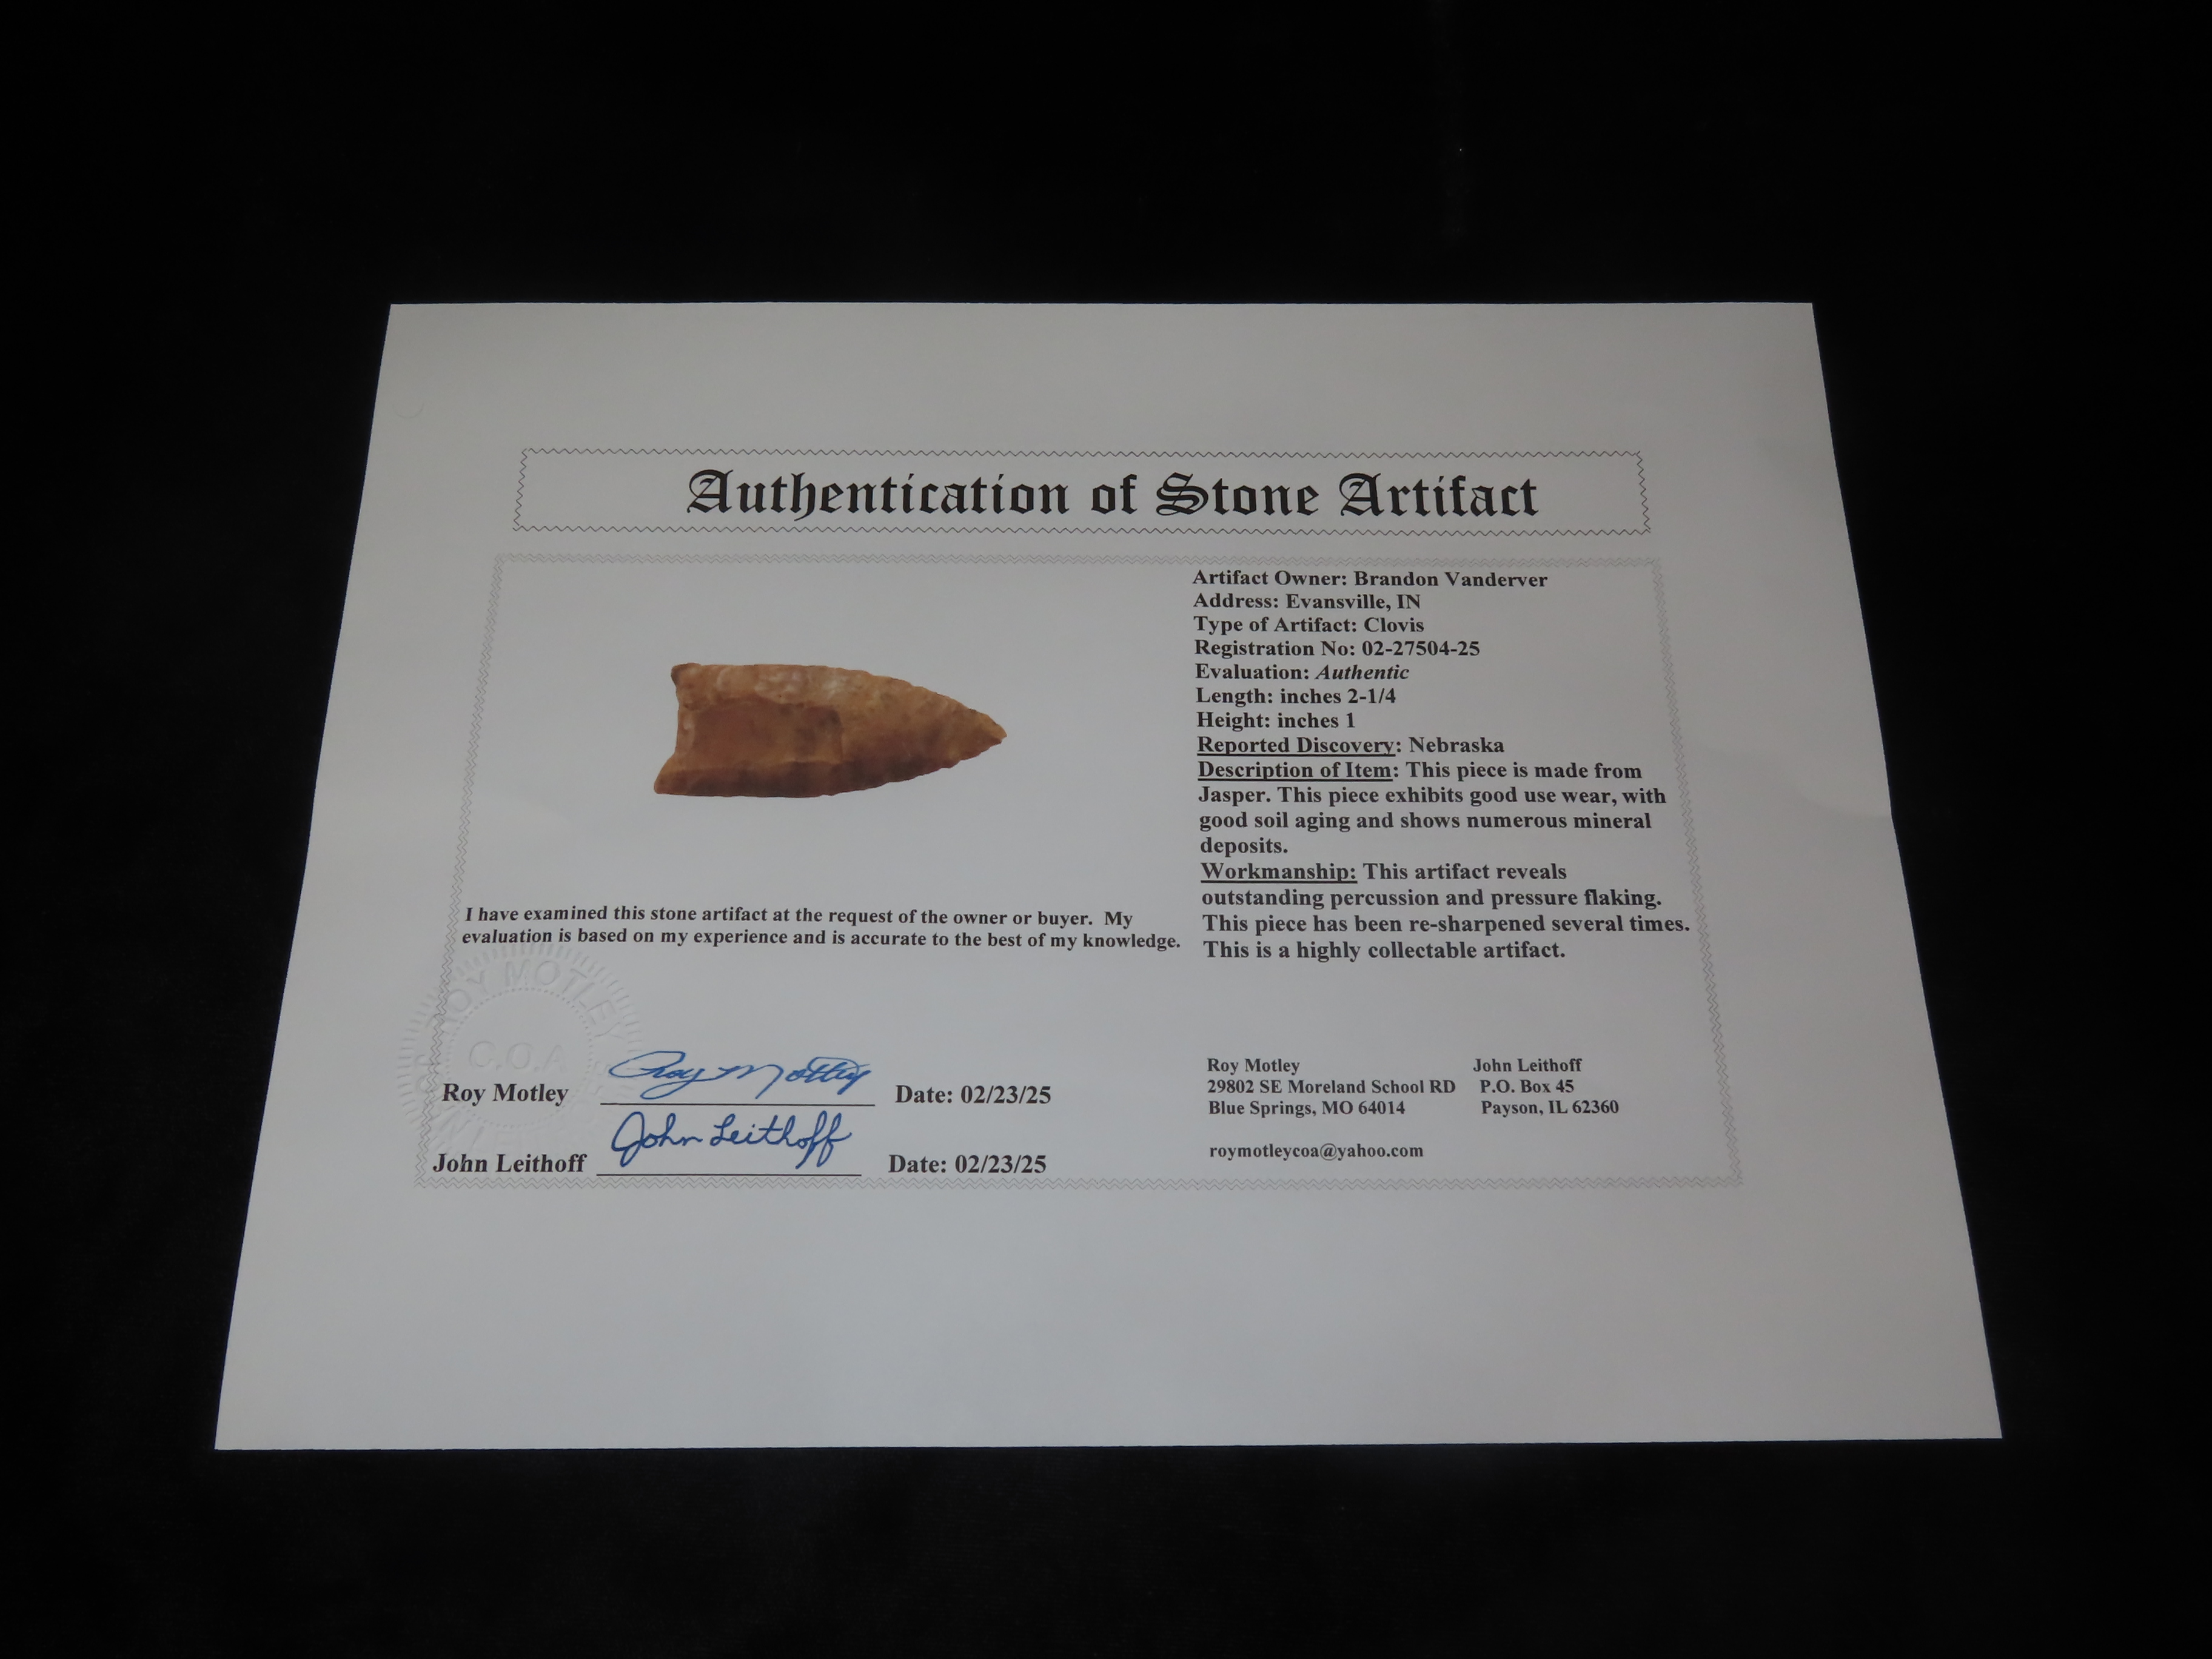 Authentication of Stone Artifact
Artifact Owner: Brandon Vanderver
Address: Evansville, IN
Type of Artifact: Clovis
Registration No: 02-27504-25
Evaluation: Authentic
Length: inches 2-1/4
Height: inches 1
Reported Discovery: Nebraska
Description of Item: This piece is made from
Jasper. This piece exhibits good use wear, with
good soil aging and shows numerous mineral
deposits.
Workmanship: This artifact reveals
outstanding percussion and pressure flaking.
This piece has been re-sharpened several times.
This is a highly collectable artifact.
I have examined this stone artifact at the request of the owner or buyer. My
evaluation is based on my experience and is accurate to the best of my knowledge.
ROY MOTLEY
C.O.A
Roy Motley Roy Motley Date: 02/23/25
John Leithoff John Leithoff Date: 02/23/25
Roy Motley
29802 SE Moreland School RD
Blue Springs, MO 64014
roymotleycoa@yahoo.com
John Leithoff
P.O. Box 45
Payson, IL 62360